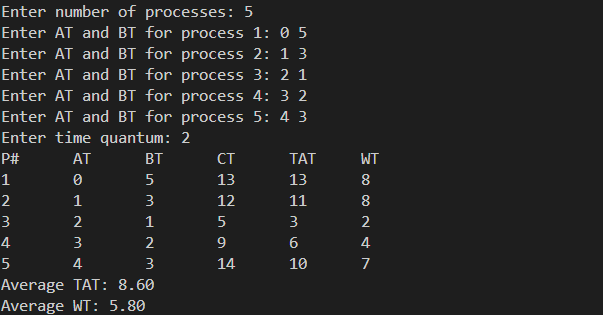 Enter number of processes: 5
Enter AT and BT for process 1: 0 5
Enter AT and BT for process 2: 1 3
Enter AT and BT for process 3: 2 1
Enter AT and BT for process 4: 3 2
Enter AT and BT for process 5: 4 3
Enter time quantum: 2
P# AT BT CT TAT WT
1 0 5 13 13 8
2 1 3 12 11 8
3 2 1 5 3 2
4 3 2 9 6 4
5 4 3 14 10 7
Average TAT: 8.60
Average WT: 5.80